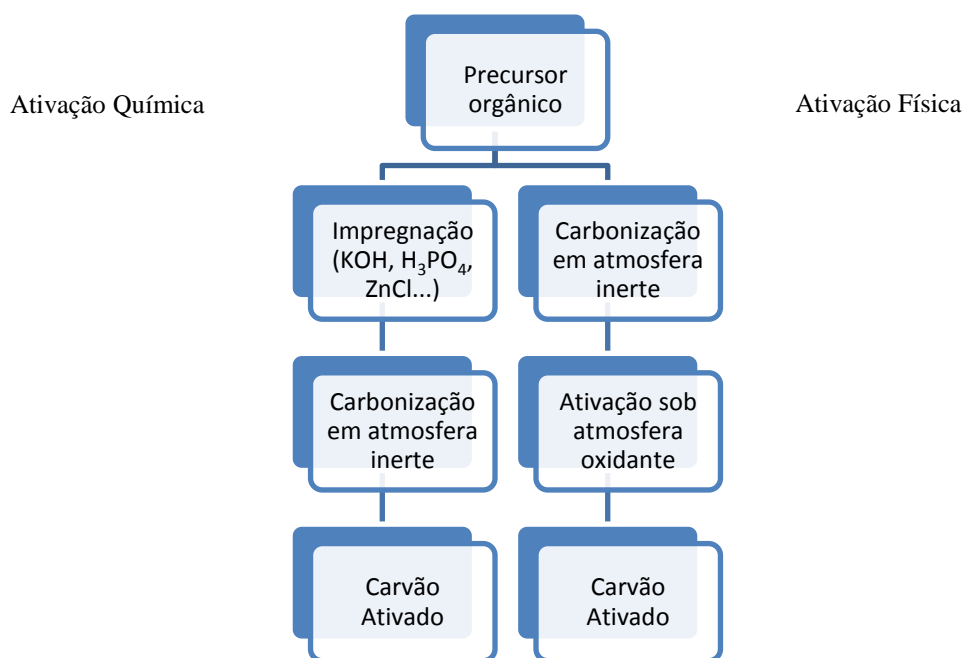 Precursor
orgânico
Ativação Química
Ativação Física
Impregnação
(KOH, H₃PO₄,
ZnCl...)
Carbonização
em atmosfera
inerte
Carbonização
em atmosfera
inerte
Ativação sob
atmosfera
oxidante
Carvão
Ativado
Carvão
Ativado